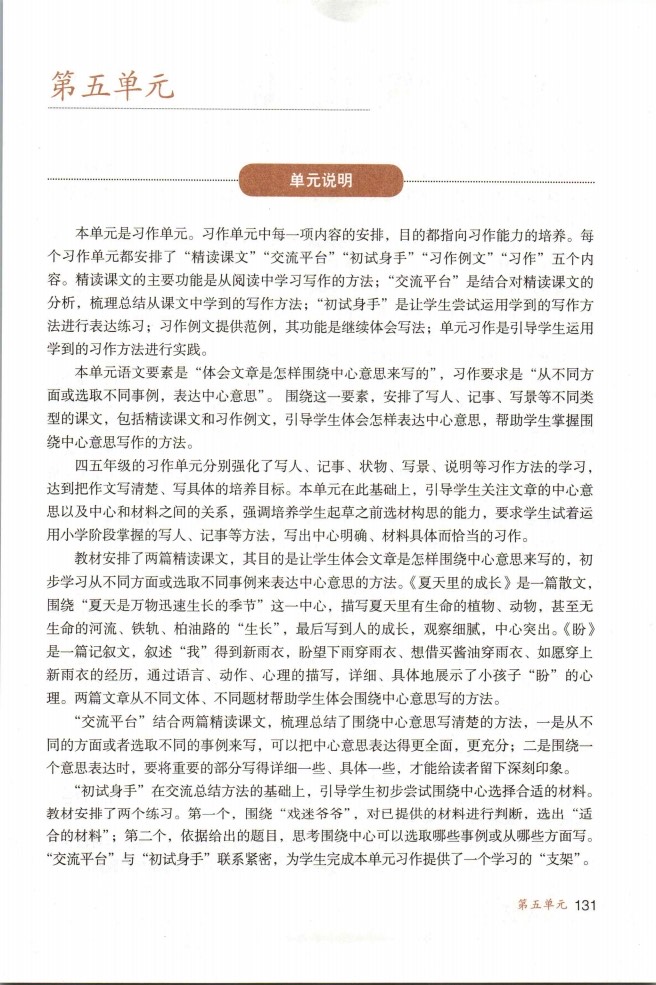 第五单元
单元说明
本单元是习作单元。习作单元中每一项内容的安排，目的都指向习作能力的培养。每
个习作单元都安排了“精读课文”“交流平台”“初试身手”“习作例文”“习作”五个内
容。精读课文的主要功能是从阅读中学习写作的方法；“交流平台”是结合对精读课文的
分析，梳理总结从课文中学到的写作方法；“初试身手”是让学生尝试运用学到的写作方
法进行表达练习；习作例文提供范例，其功能是继续体会写法；单元习作是引导学生运用
学到的习作方法进行实践。
本单元语文要素是“体会文章是怎样围绕中心意思来写的”，习作要求是“从不同方
面或选取不同事例，表达中心意思”。 围绕这一要素，安排了写人、记事、写景等不同类
型的课文，包括精读课文和习作例文，引导学生体会怎样表达中心意思，帮助学生掌握围
绕中心意思写作的方法。
四五年级的习作单元分别强化了写人、记事、状物、写景、说明等习作方法的学习，
达到把作文写清楚、写具体的培养目标。本单元在此基础上，引导学生关注文章的中心意
思以及中心和材料之间的关系，强调培养学生起草之前选材构思的能力，要求学生试着运
用小学阶段掌握的写人、记事等方法，写出中心明确、材料具体而恰当的习作。
教材安排了两篇精读课文，其目的是让学生体会文章是怎样围绕中心意思来写的，初
步学习从不同方面或选取不同事例来表达中心意思的方法。《夏天里的成长》是一篇散文，
围绕“夏天是万物迅速生长的季节”这一中心，描写夏天里有生命的植物、动物，甚至无
生命的河流、铁轨、柏油路的“生长”，最后写到人的成长，观察细腻，中心突出。《盼》
是一篇记叙文，叙述“我”得到新雨衣，盼望下雨穿雨衣、想借买酱油穿雨衣、如愿穿上
新雨衣的经历，通过语言、动作、心理的描写，详细、具体地展示了小孩子“盼”的心
理。两篇文章从不同文体、不同题材帮助学生体会围绕中心意思写的方法。
“交流平台”结合两篇精读课文，梳理总结了围绕中心意思写清楚的方法，一是从不
同的方面或者选取不同的事例来写，可以把中心意思表达得更全面，更充分；二是围绕一
个意思表达时，要将重要的部分写得详细一些、具体一些，才能给读者留下深刻印象。
“初试身手”在交流总结方法的基础上，引导学生初步尝试围绕中心选择合适的材料。
教材安排了两个练习。第一个，围绕“戏迷爷爷”，对已提供的材料进行判断，选出“适
合的材料”；第二个，依据给出的题目，思考围绕中心可以选取哪些事例或从哪些方面写。
“交流平台”与“初试身手”联系紧密，为学生完成本单元习作提供了一个学习的“支架”。
第五单元 131